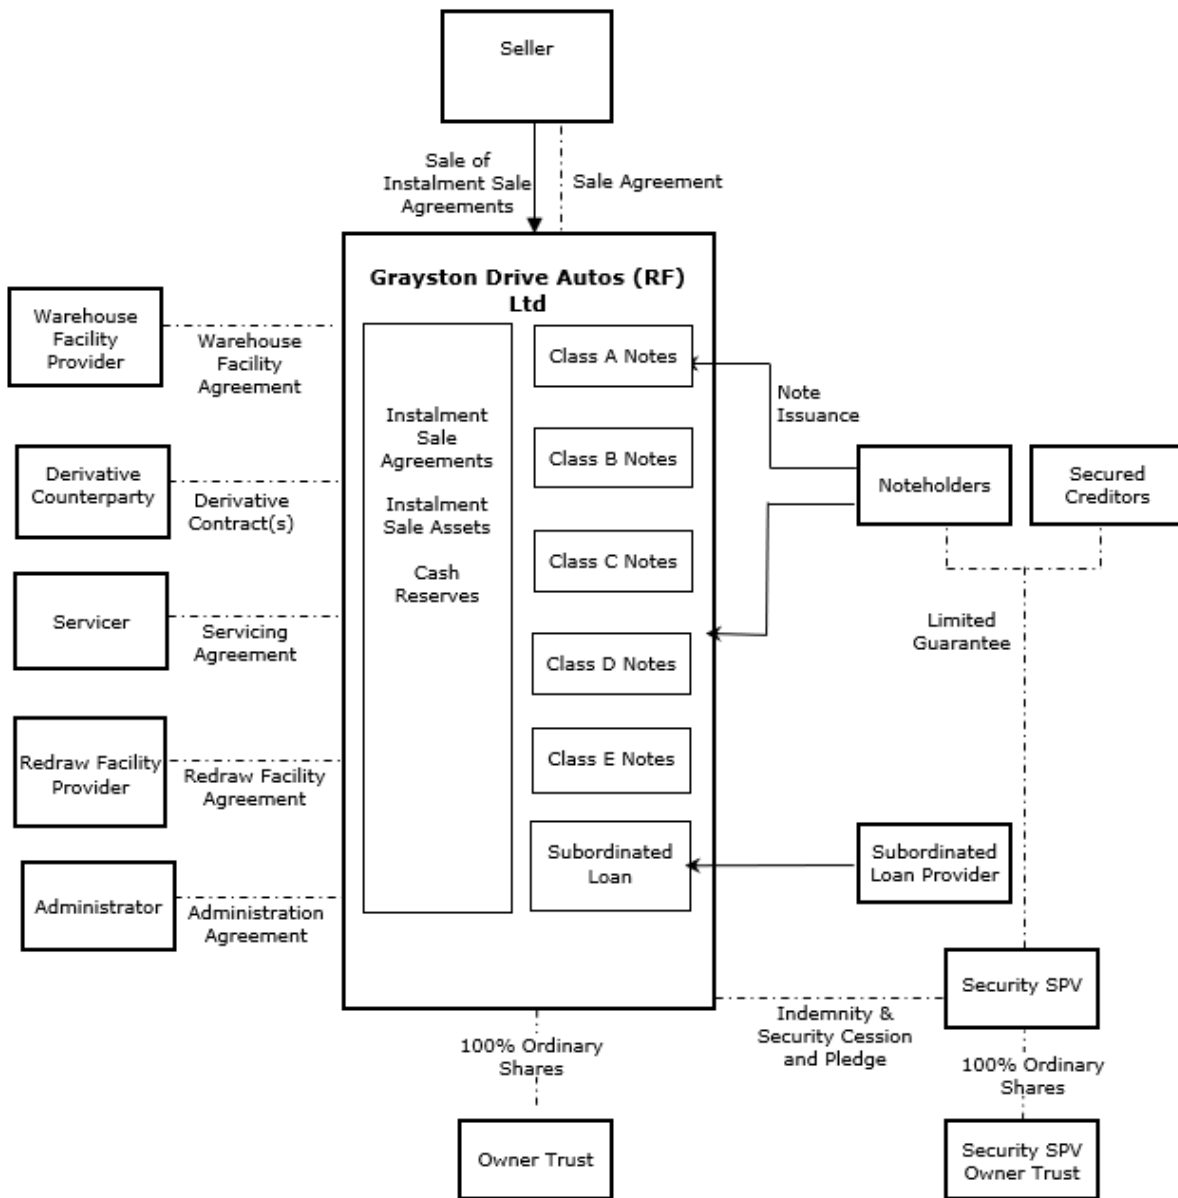 Seller
Sale of
Instalment Sale
Agreements
Sale Agreement
Grayston Drive Autos (RF)
Ltd
Warehouse
Facility
Provider
Warehouse
Facility
Agreement
Derivative
Counterparty
Derivative
Contract(s)
Servicer
Servicing
Agreement
Redraw Facility
Provider
Redraw Facility
Agreement
Administrator
Administration
Agreement
Instalment
Sale
Agreements
Instalment
Sale Assets
Cash
Reserves
Class A Notes
Class B Notes
Class C Notes
Class D Notes
Class E Notes
Subordinated
Loan
Note
Issuance
Noteholders
Secured
Creditors
Limited
Guarantee
Subordinated
Loan Provider
Security SPV
Indemnity &
Security Cession
and Pledge
100% Ordinary
Shares
Owner Trust
100% Ordinary
Shares
Security SPV
Owner Trust